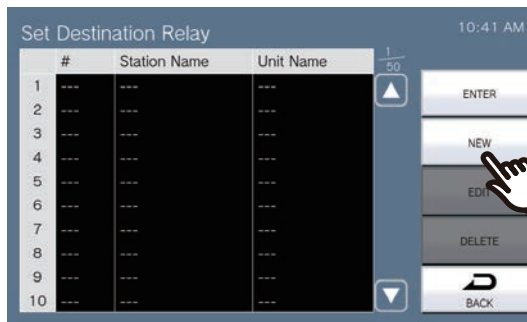 Set Destination Relay 10:41 AM
# Station Name Unit Name 1
50
1 --- --- ---
2 --- --- ---
3 --- --- ---
4 --- --- ---
5 --- --- ---
6 --- --- ---
7 --- --- ---
8 --- --- ---
9 --- --- ---
10 --- --- ---
ENTER
NEW
EDIT
DELETE
BACK